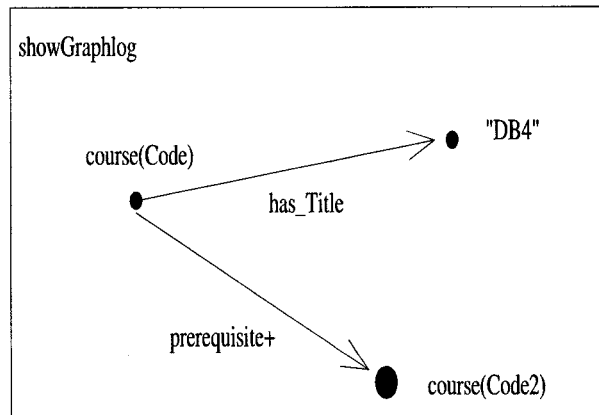 showGraphlog
"DB4"
course(Code)
has_Title
prerequisite+
course(Code2)